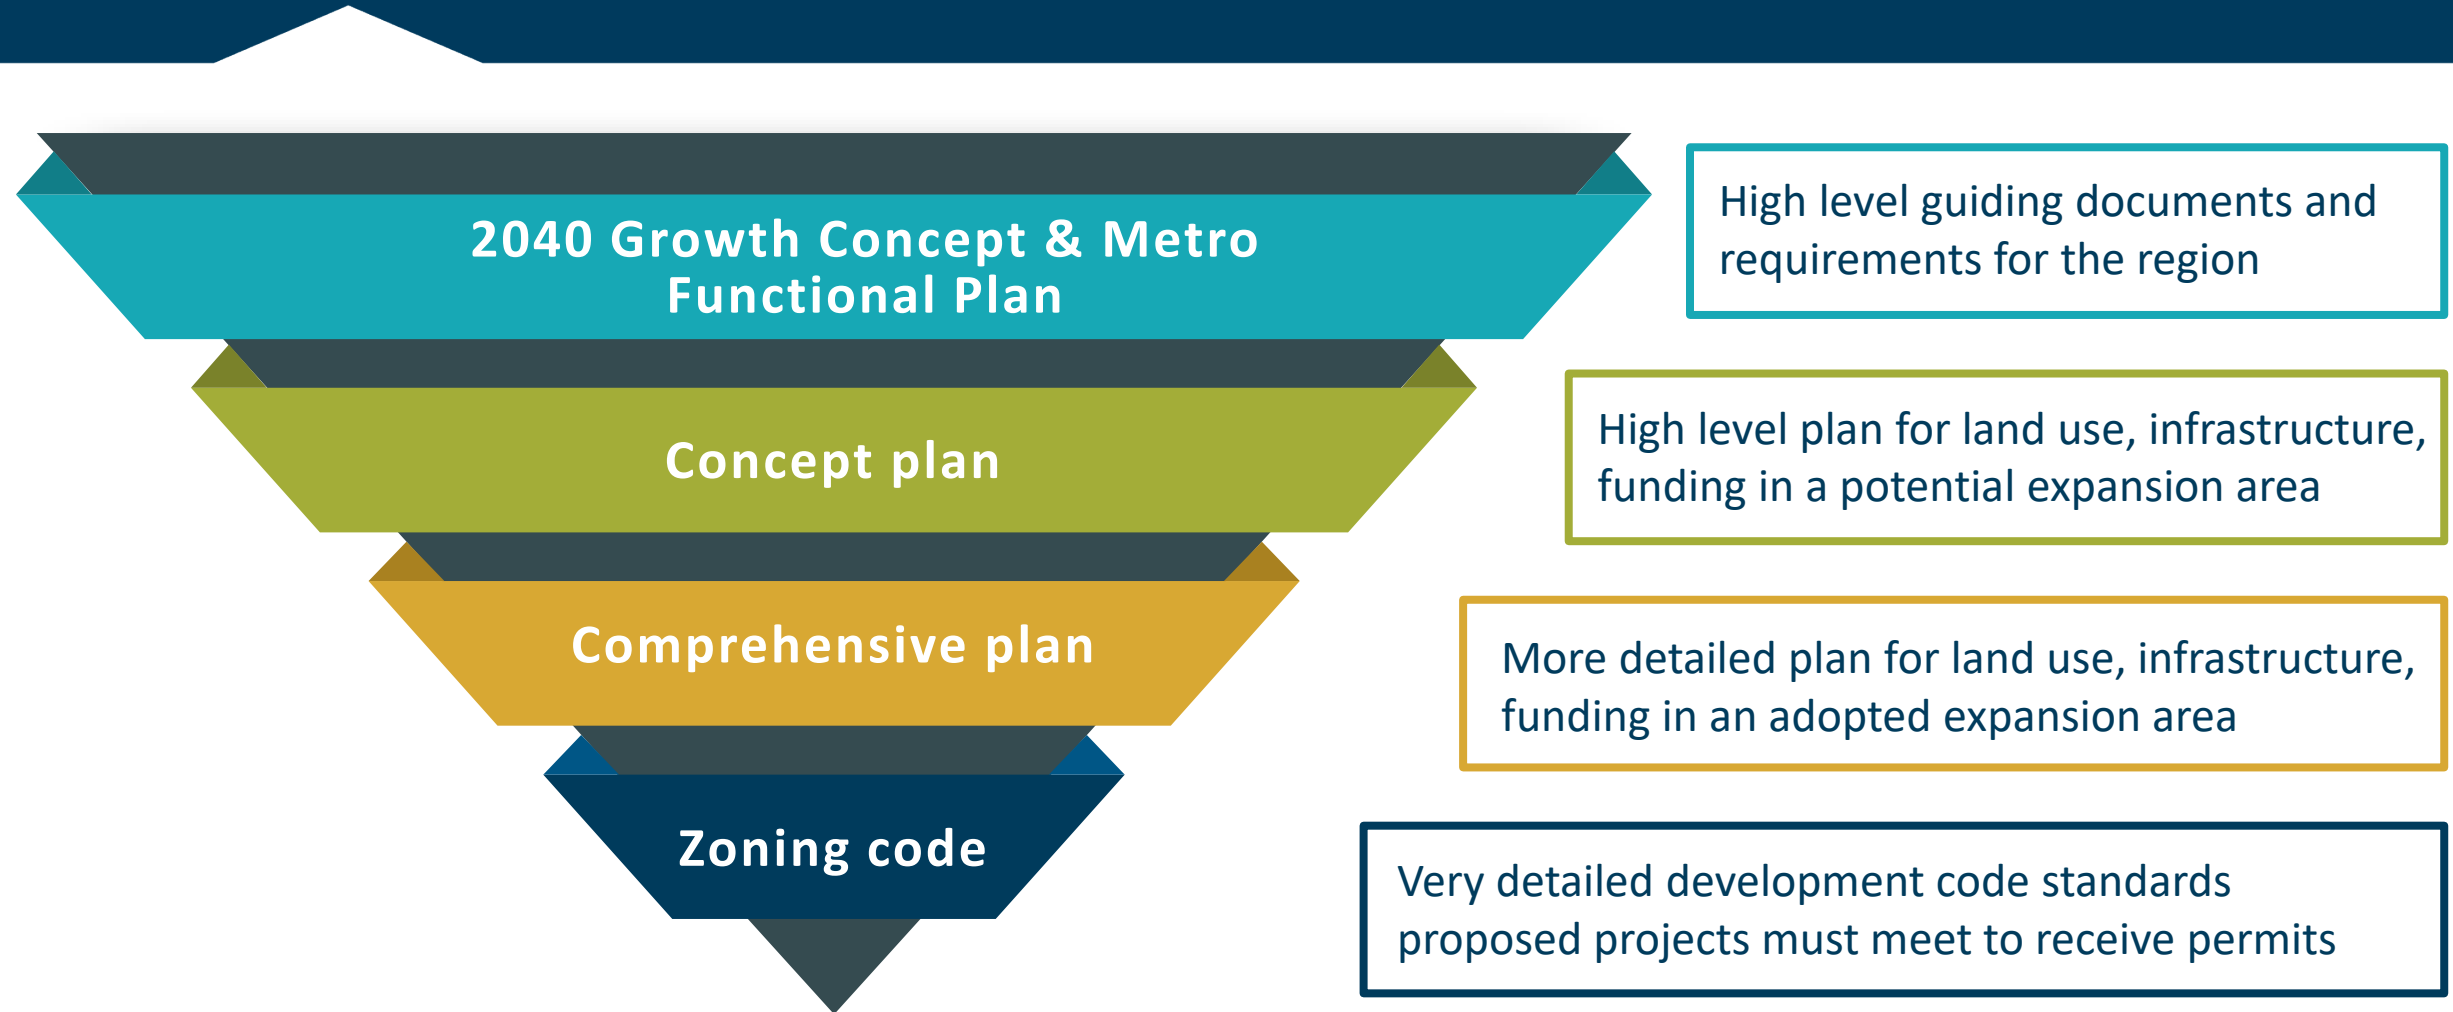 2040 Growth Concept & Metro
Functional Plan
High level guiding documents and
requirements for the region
Concept plan
High level plan for land use, infrastructure,
funding in a potential expansion area
Comprehensive plan
More detailed plan for land use, infrastructure,
funding in an adopted expansion area
Zoning code
Very detailed development code standards
proposed projects must meet to receive permits